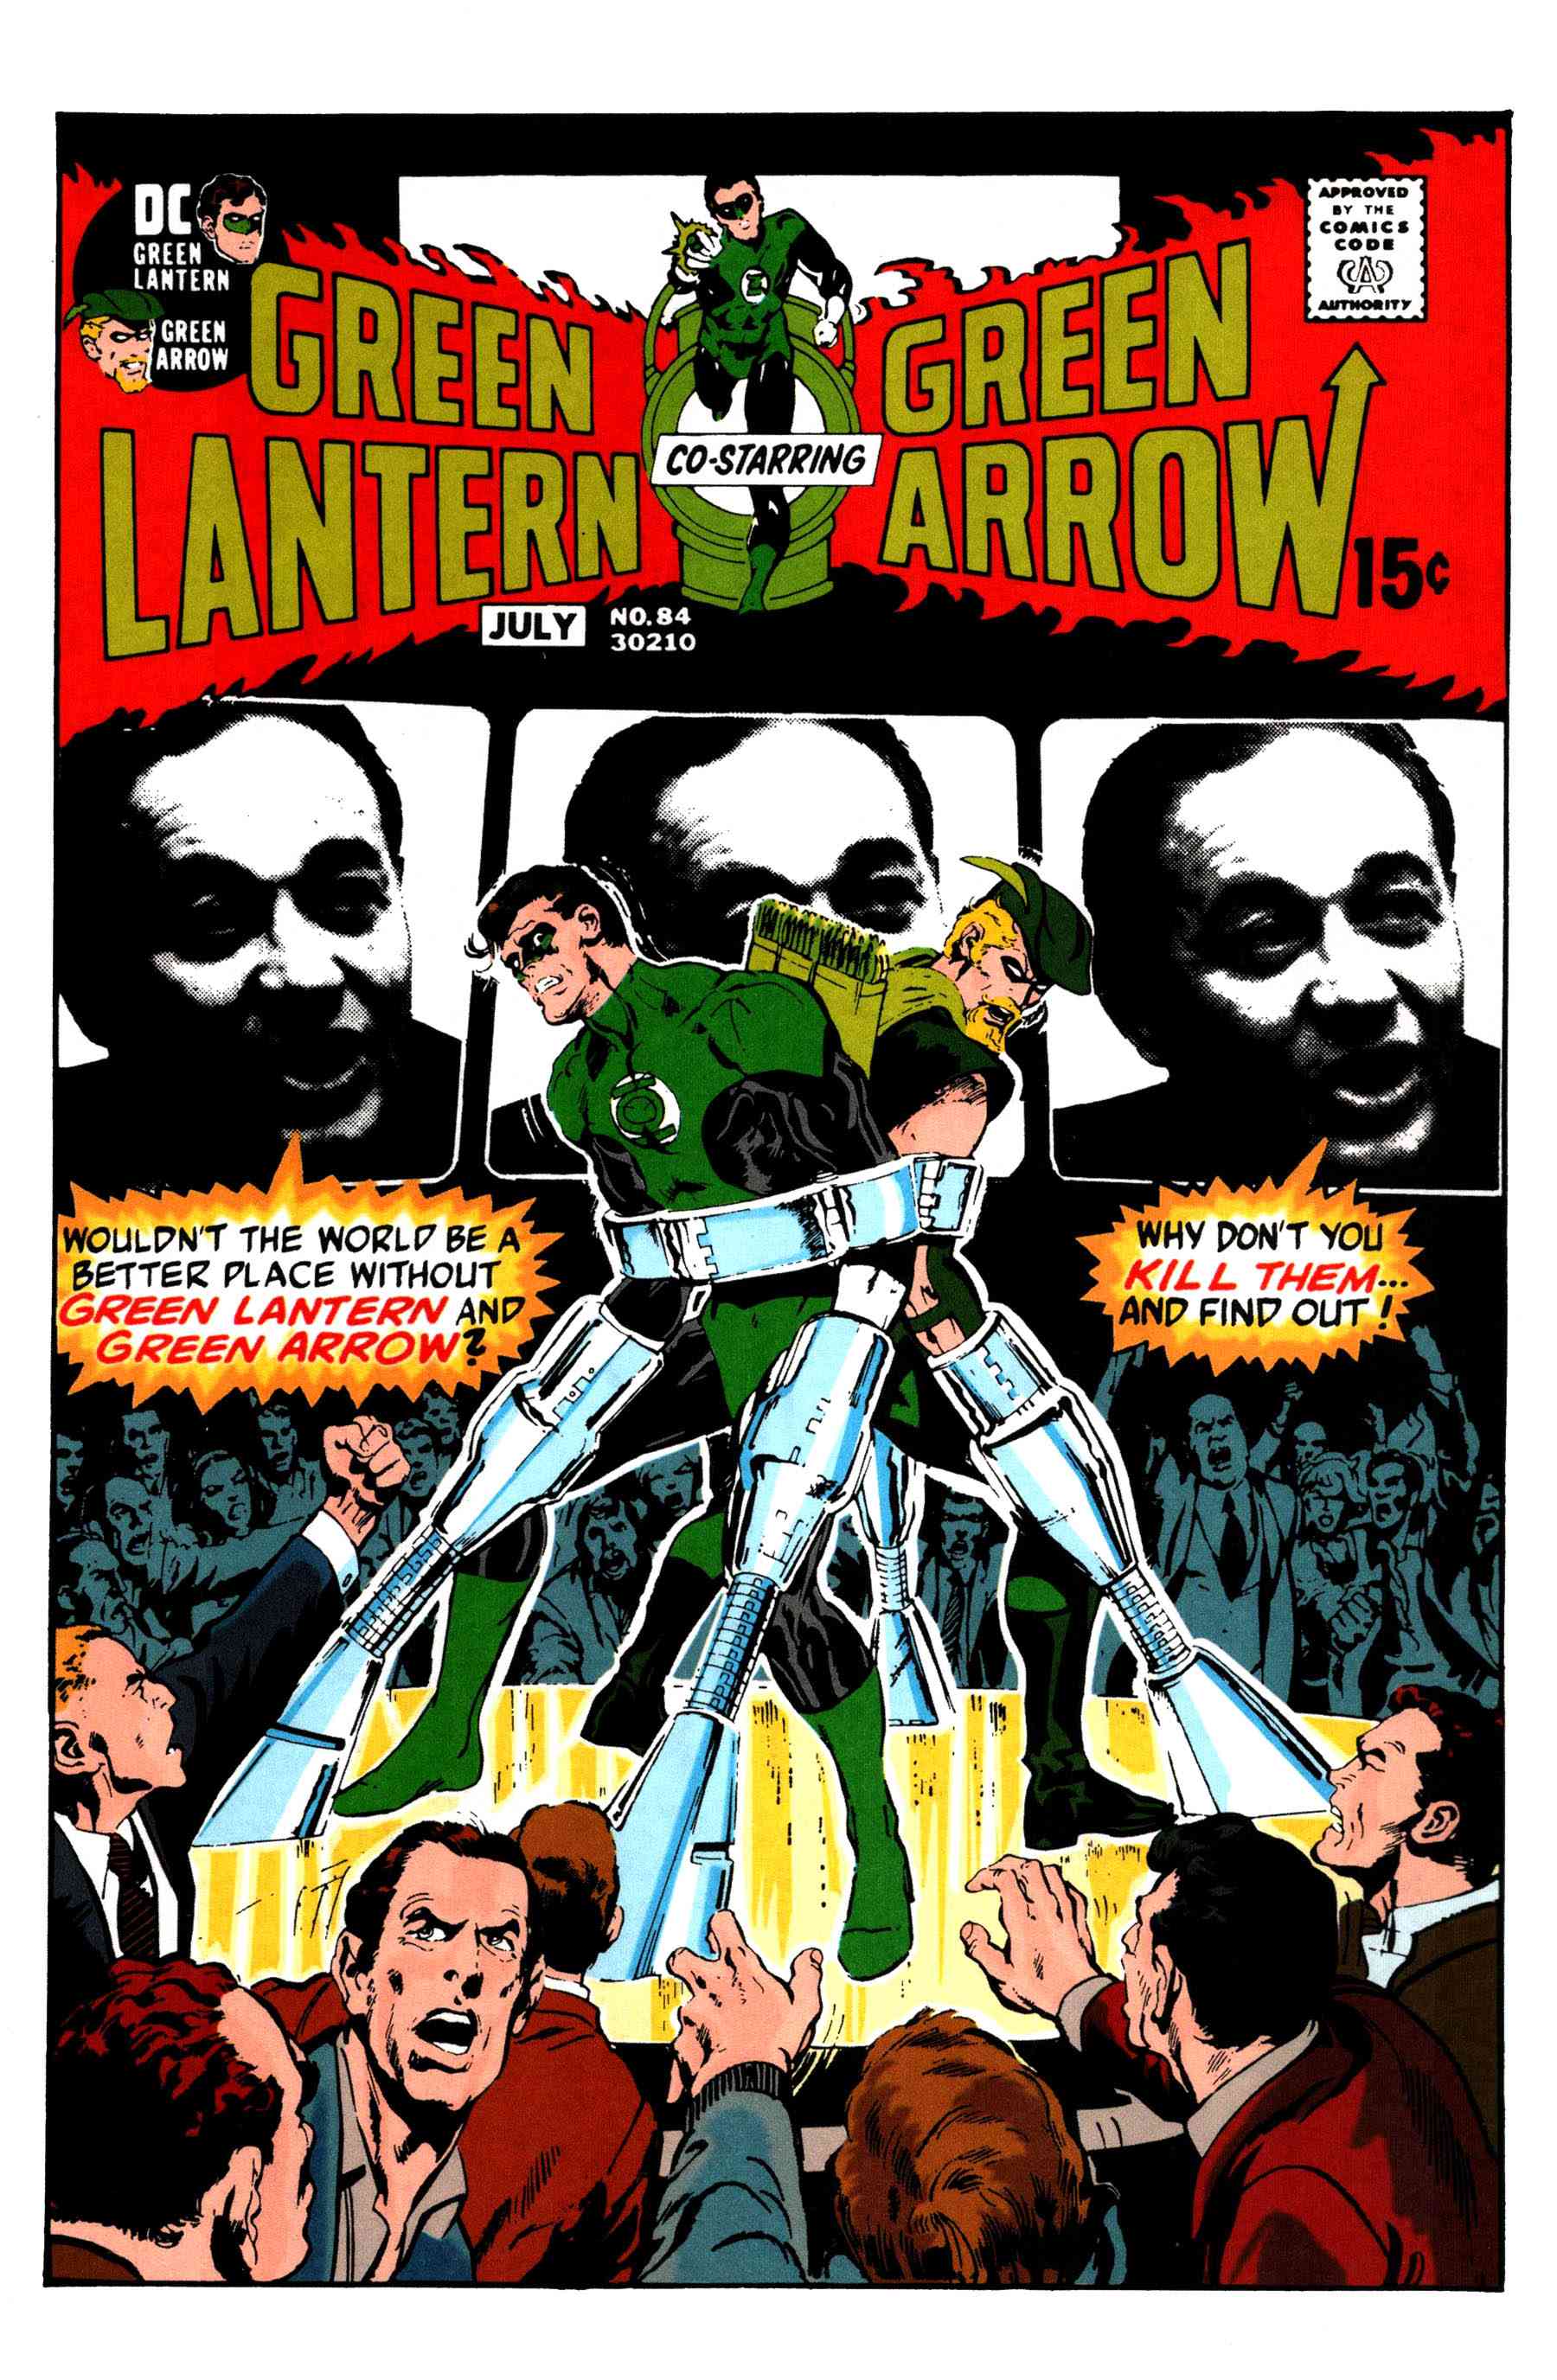 DC
GREEN
LANTERN
GREEN
ARROW
APPROVED
BY THE
COMICS
CODE
CA
AUTHORITY
GREEN
LANTERN
CO-STARRING
GREEN
ARROW
15¢
JULY
NO. 84
30210
WOULDN'T THE WORLD BE A
BETTER PLACE WITHOUT
GREEN LANTERN AND
GREEN ARROW?
WHY DON'T YOU
KILL THEM...
AND FIND OUT!